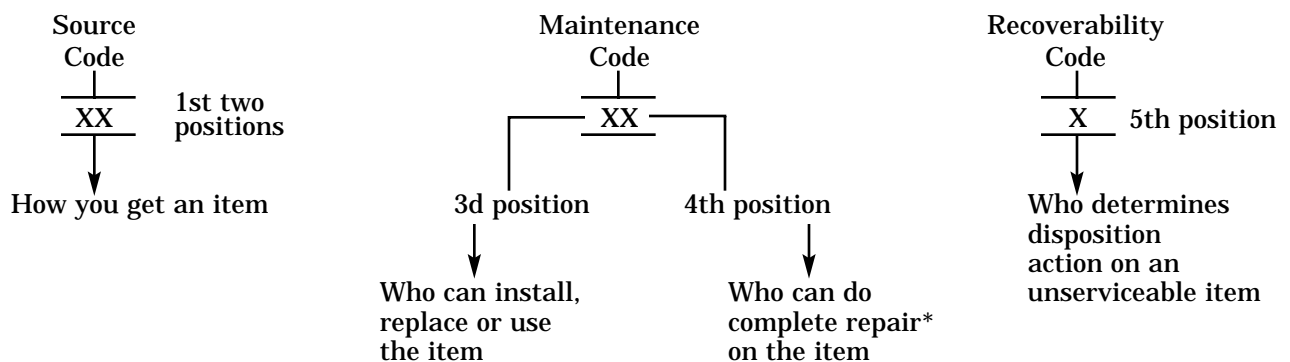 Source
Code
XX
1st two
positions
How you get an item
Maintenance
Code
XX
3d position
4th position
Who can install,
replace or use
the item
Who can do
complete repair*
on the item
Recoverability
Code
X
5th position
Who determines
disposition
action on an
unserviceable item